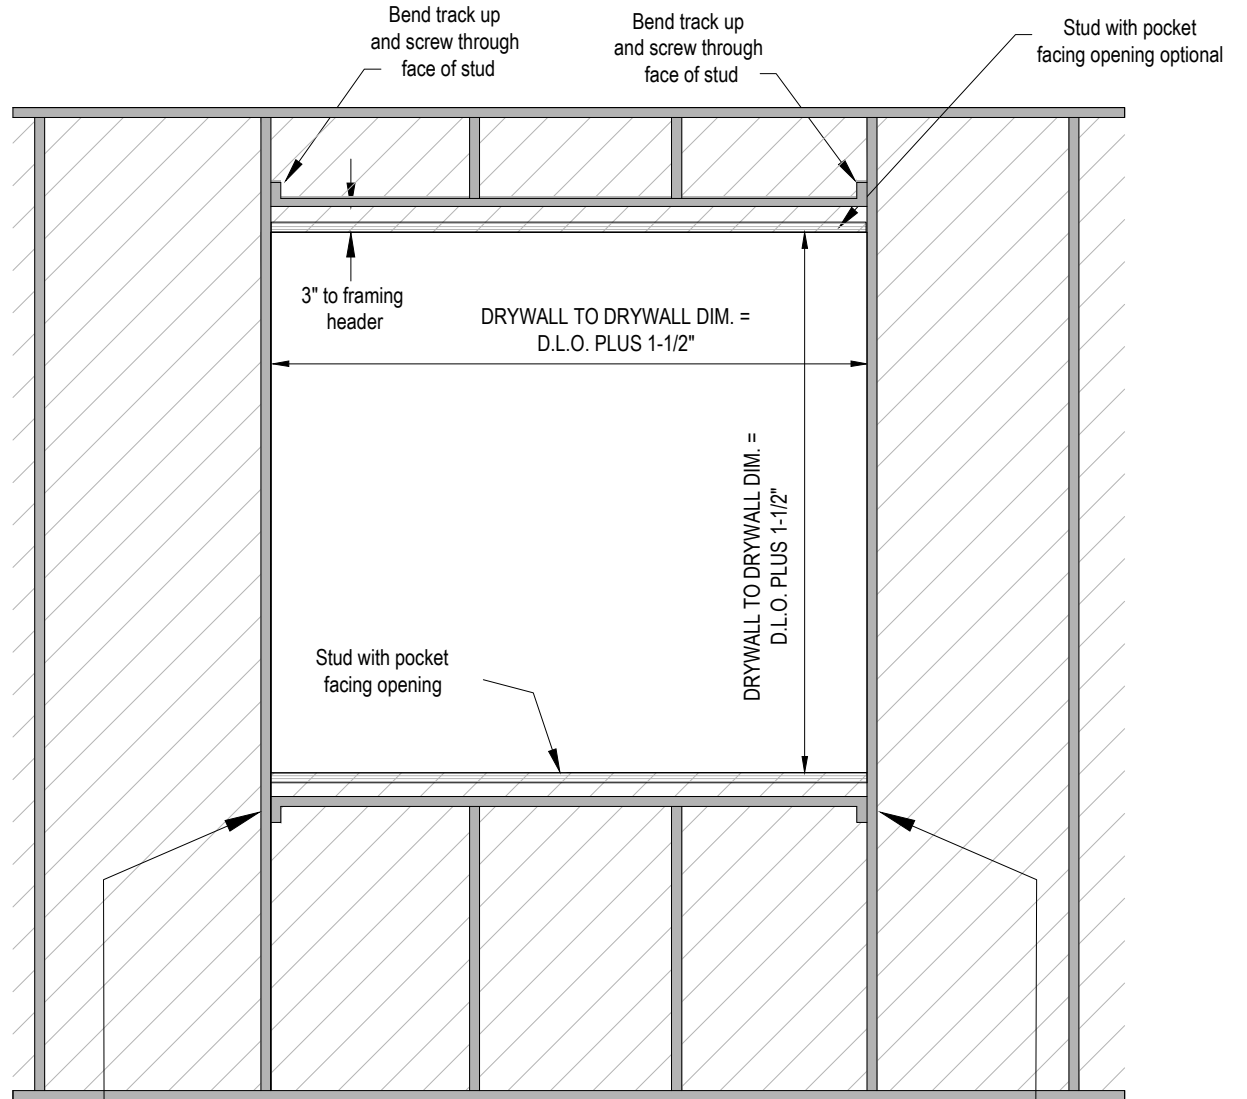 Bend track up
and screw through
face of stud
Bend track up
and screw through
face of stud
Stud with pocket
facing opening optional
3" to framing
header
DRYWALL TO DRYWALL DIM. =
D.L.O. PLUS 1-1/2"
DRYWALL TO DRYWALL DIM. =
D.L.O. PLUS 1-1/2"
Stud with pocket
facing opening